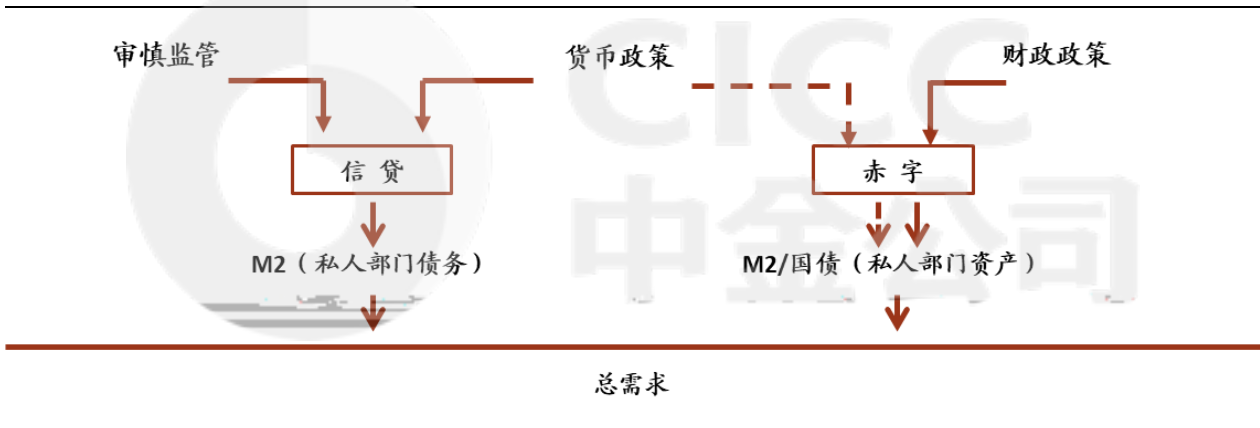 审慎监管 货币政策 财政政策
信贷 赤字
M2（私人部门债务） M2/国债（私人部门资产）
总需求
CICC
中金公司